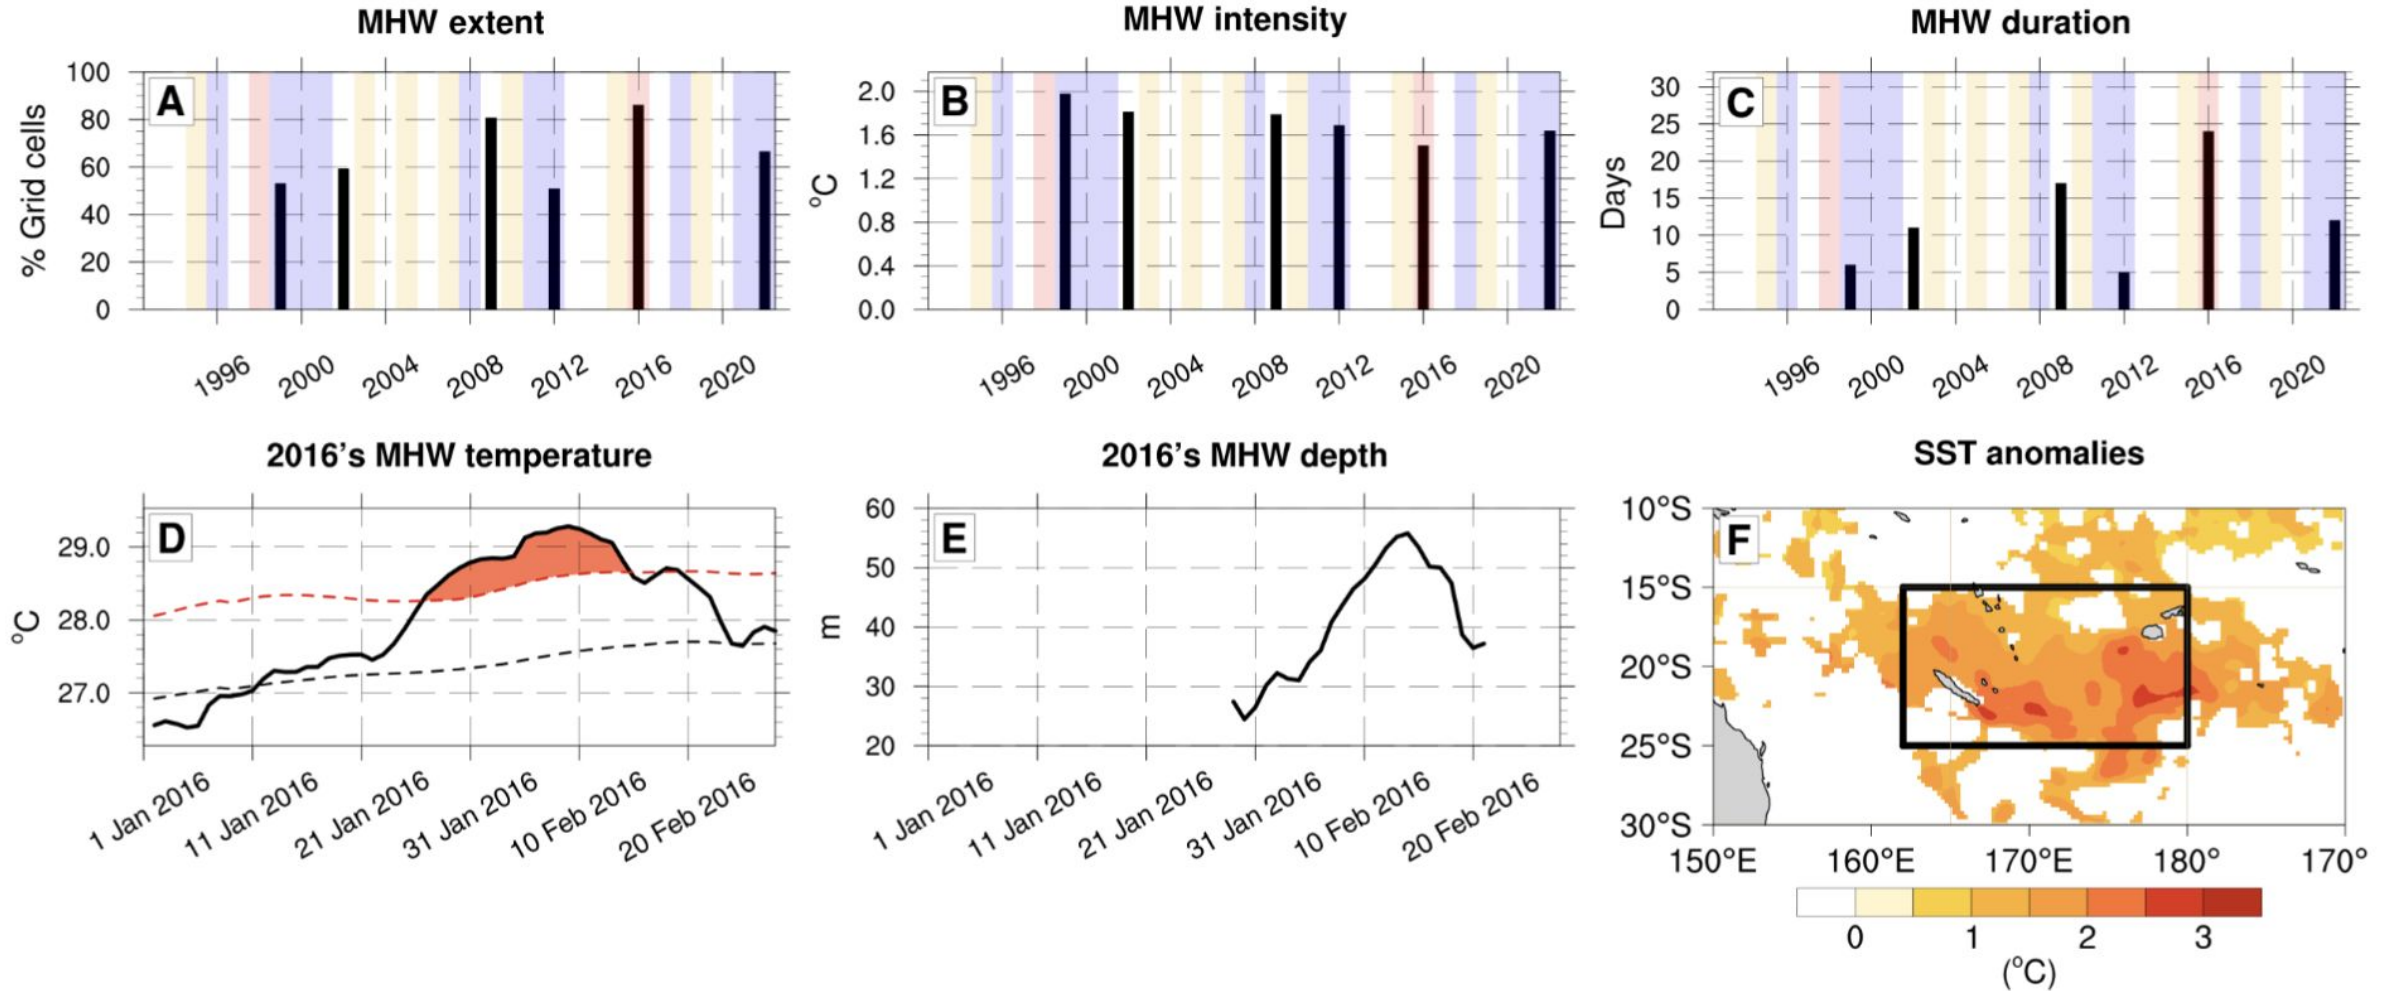 MHW extent
A
% Grid cells
100
80
60
40
20
0
1996 2000 2004 2008 2012 2016 2020
MHW intensity
B
°C
2.0
1.6
1.2
0.8
0.4
0.0
1996 2000 2004 2008 2012 2016 2020
MHW duration
C
Days
30
25
20
15
10
5
0
1996 2000 2004 2008 2012 2016 2020
2016's MHW temperature
D
°C
29.0
28.0
27.0
1 Jan 2016 11 Jan 2016 21 Jan 2016 31 Jan 2016 10 Feb 2016 20 Feb 2016
2016's MHW depth
E
m
60
50
40
30
20
1 Jan 2016 11 Jan 2016 21 Jan 2016 31 Jan 2016 10 Feb 2016 20 Feb 2016
SST anomalies
F
10°S
15°S
20°S
25°S
30°S
150°E 160°E 170°E 180° 170°
0 1 2 3
(°C)